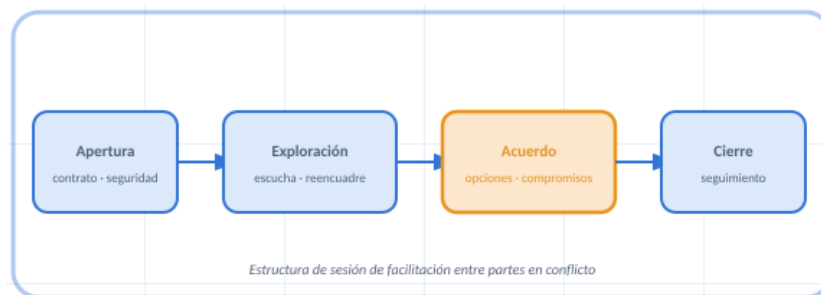 Apertura
contrato · seguridad
Exploración
escucha · reencuadre
Acuerdo
opciones · compromisos
Cierre
seguimiento
Estructura de sesión de facilitación entre partes en conflicto